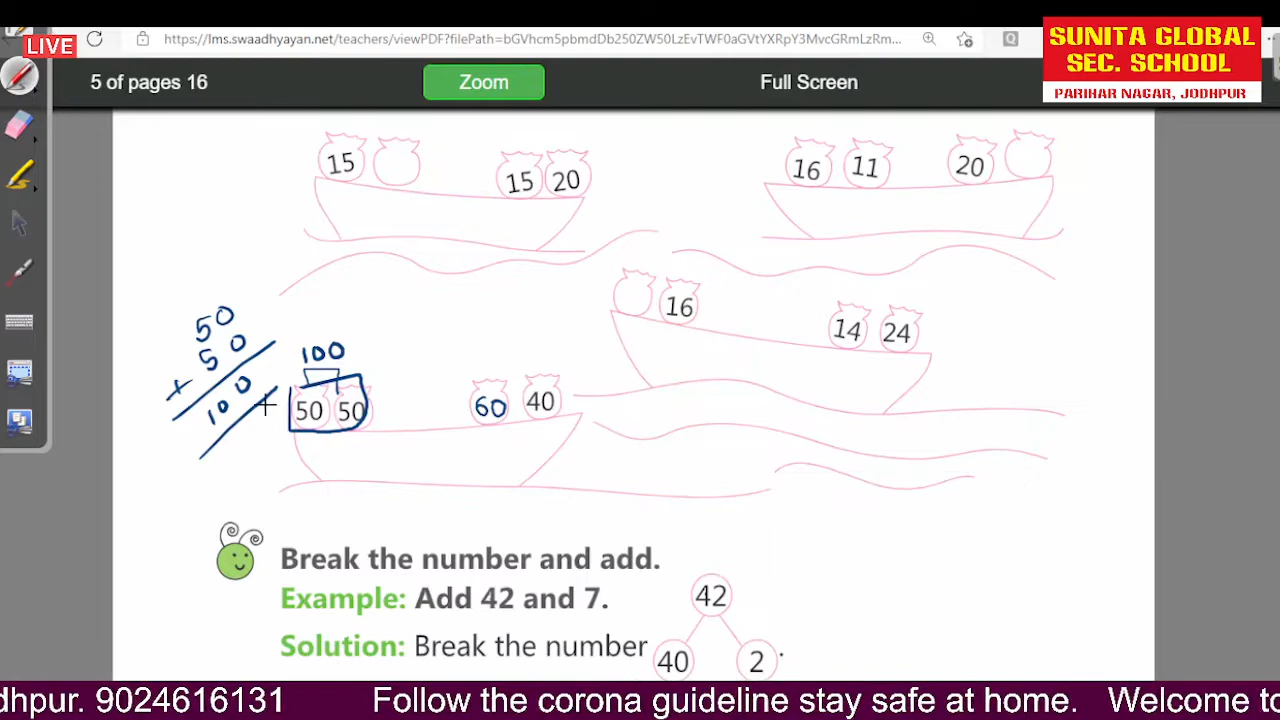 LIVE
https://lms.swaadhyayan.net/teachers/viewPDF?filePath=bGVhcm5pbmdDb250ZW50LzEvTWF0aGVtYXRpY3MvcGRmLzRm...
SUNITA GLOBAL
SEC. SCHOOL
PARIHAR NAGAR, JODHPUR
5 of pages 16
Zoom
Full Screen
15
15 20
16 11
20
16
14 24
50
50
+
100
100
50 50
60 40
Break the number and add.
Example: Add 42 and 7.
42
Solution: Break the number
40 2 .
dhpur. 9024616131 Follow the corona guideline stay safe at home. Welcome to